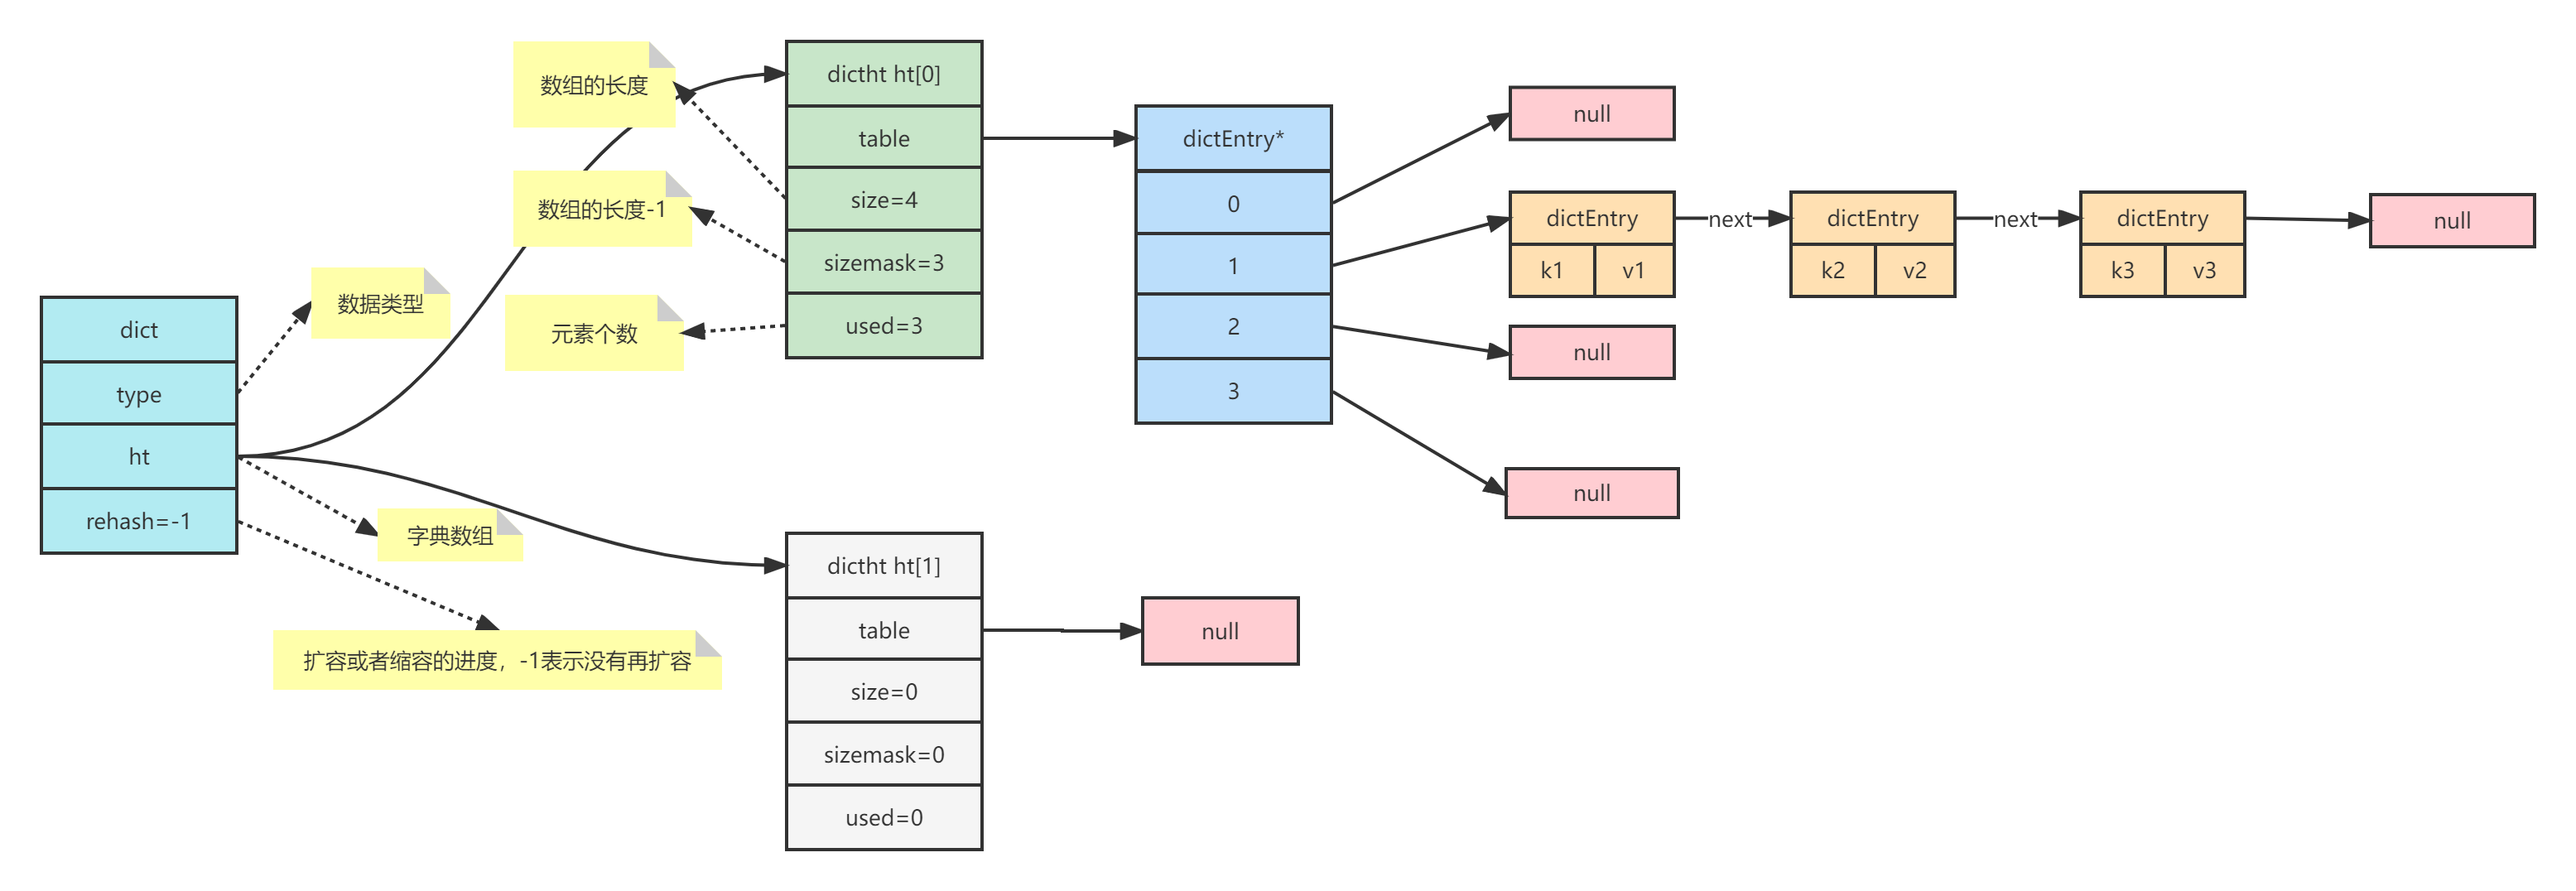 dict
type
ht
rehash=-1
数据类型
字典数组
扩容或者缩容的进度，-1表示没有再扩容
数组的长度
数组的长度-1
元素个数
dictht ht[0]
table
size=4
sizemask=3
used=3
dictEntry*
0
1
2
3
null
dictEntry
k1
v1
next
dictEntry
k2
v2
next
dictEntry
k3
v3
null
null
null
dictht ht[1]
table
size=0
sizemask=0
used=0
null